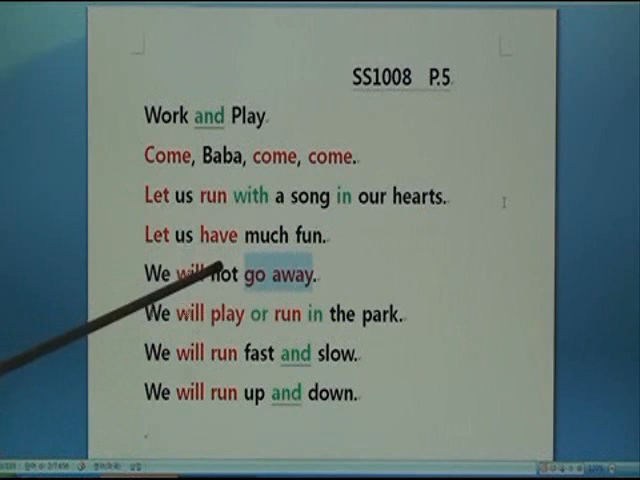 SS1008 P.5
Work and Play
Come, Baba, come, come.
Let us run with a song in our hearts.
Let us have much fun.
We will not go away.
We will play or run in the park.
We will run fast and slow.
We will run up and down.